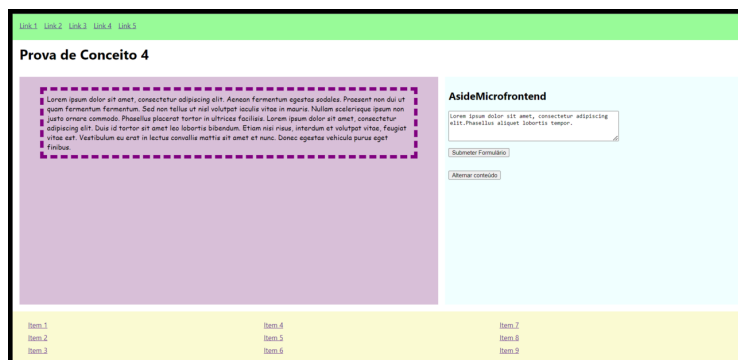 Link 1 Link 2 Link 3 Link 4 Link 5
Prova de Conceito 4
Lorem ipsum dolor sit amet, consectetur adipiscing elit. Aenean fermentum egestas sodales. Praesent non dui ut
quam fermentum fermentum. Sed non tellus ut nisl volutpat iaculis vitae in mauris. Nullam scelerisque ipsum non
justo ornare commodo. Phasellus placerat tortor in ultrices facilisis. Lorem ipsum dolor sit amet, consectetur
adipiscing elit. Duis id tortor sit amet leo lobortis bibendum. Etiam nisi risus, interdum et volutpat vitae, feugiat
vitae est. Vestibulum eu erat in lectus convallis mattis sit amet et nunc. Donec egestas vehicula purus eget
finibus.
AsideMicrofrontend
Lorem ipsum dolor sit amet, consectetur adipiscing
elit.Phasellus aliquet lobortis tempor.
Submeter Formulário
Alternar conteúdo
Item 1
Item 2
Item 3
Item 4
Item 5
Item 6
Item 7
Item 8
Item 9